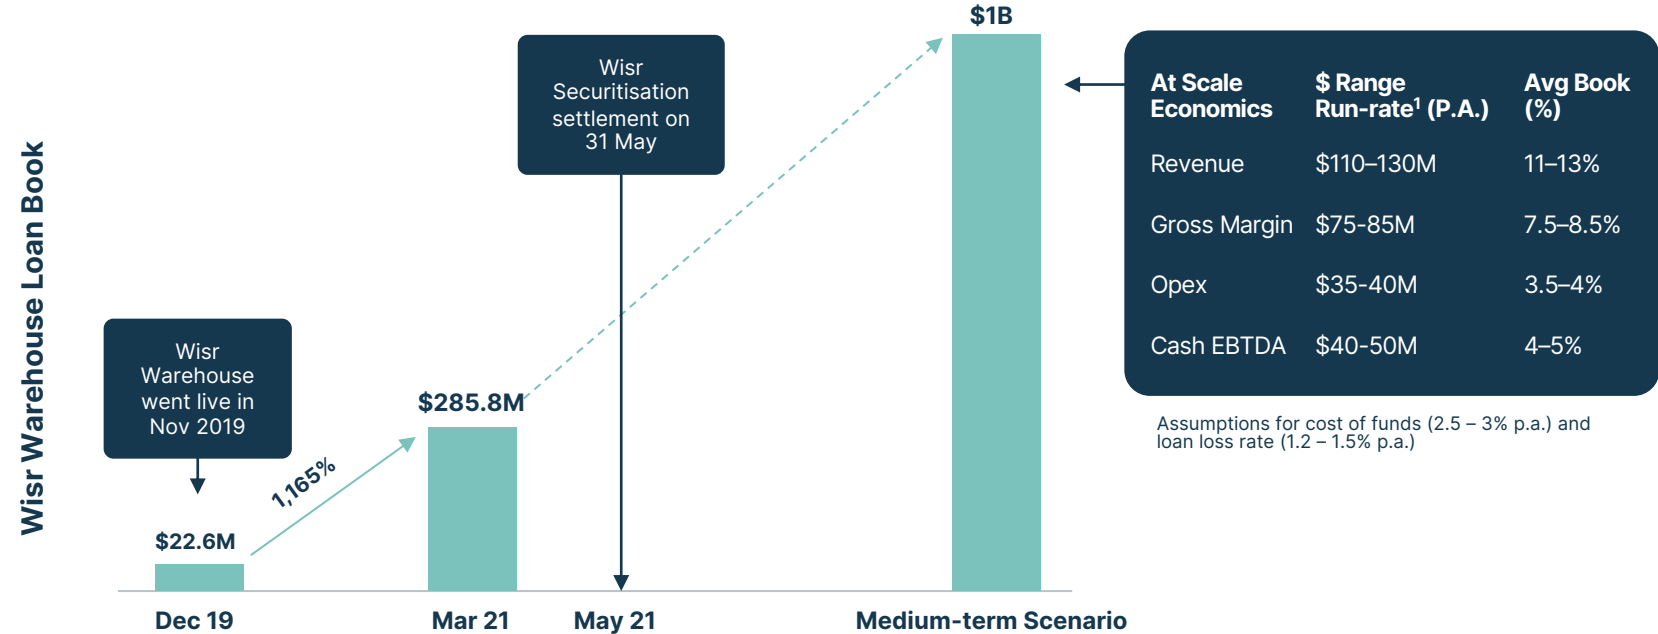 Wisr Warehouse Loan Book
Wisr
Warehouse
went live in
Nov 2019
$22.6M
1,165%
$285.8M
Wisr
Securitisation
settlement on
31 May
$1B
Dec 19
Mar 21
May 21
Medium-term Scenario
At Scale Economics
$ Range Run-rate¹ (P.A.)
Avg Book (%)
Revenue $110–130M 11–13%
Gross Margin $75-85M 7.5–8.5%
Opex $35-40M 3.5–4%
Cash EBTDA $40-50M 4–5%
Assumptions for cost of funds (2.5 – 3% p.a.) and
loan loss rate (1.2 – 1.5% p.a.)